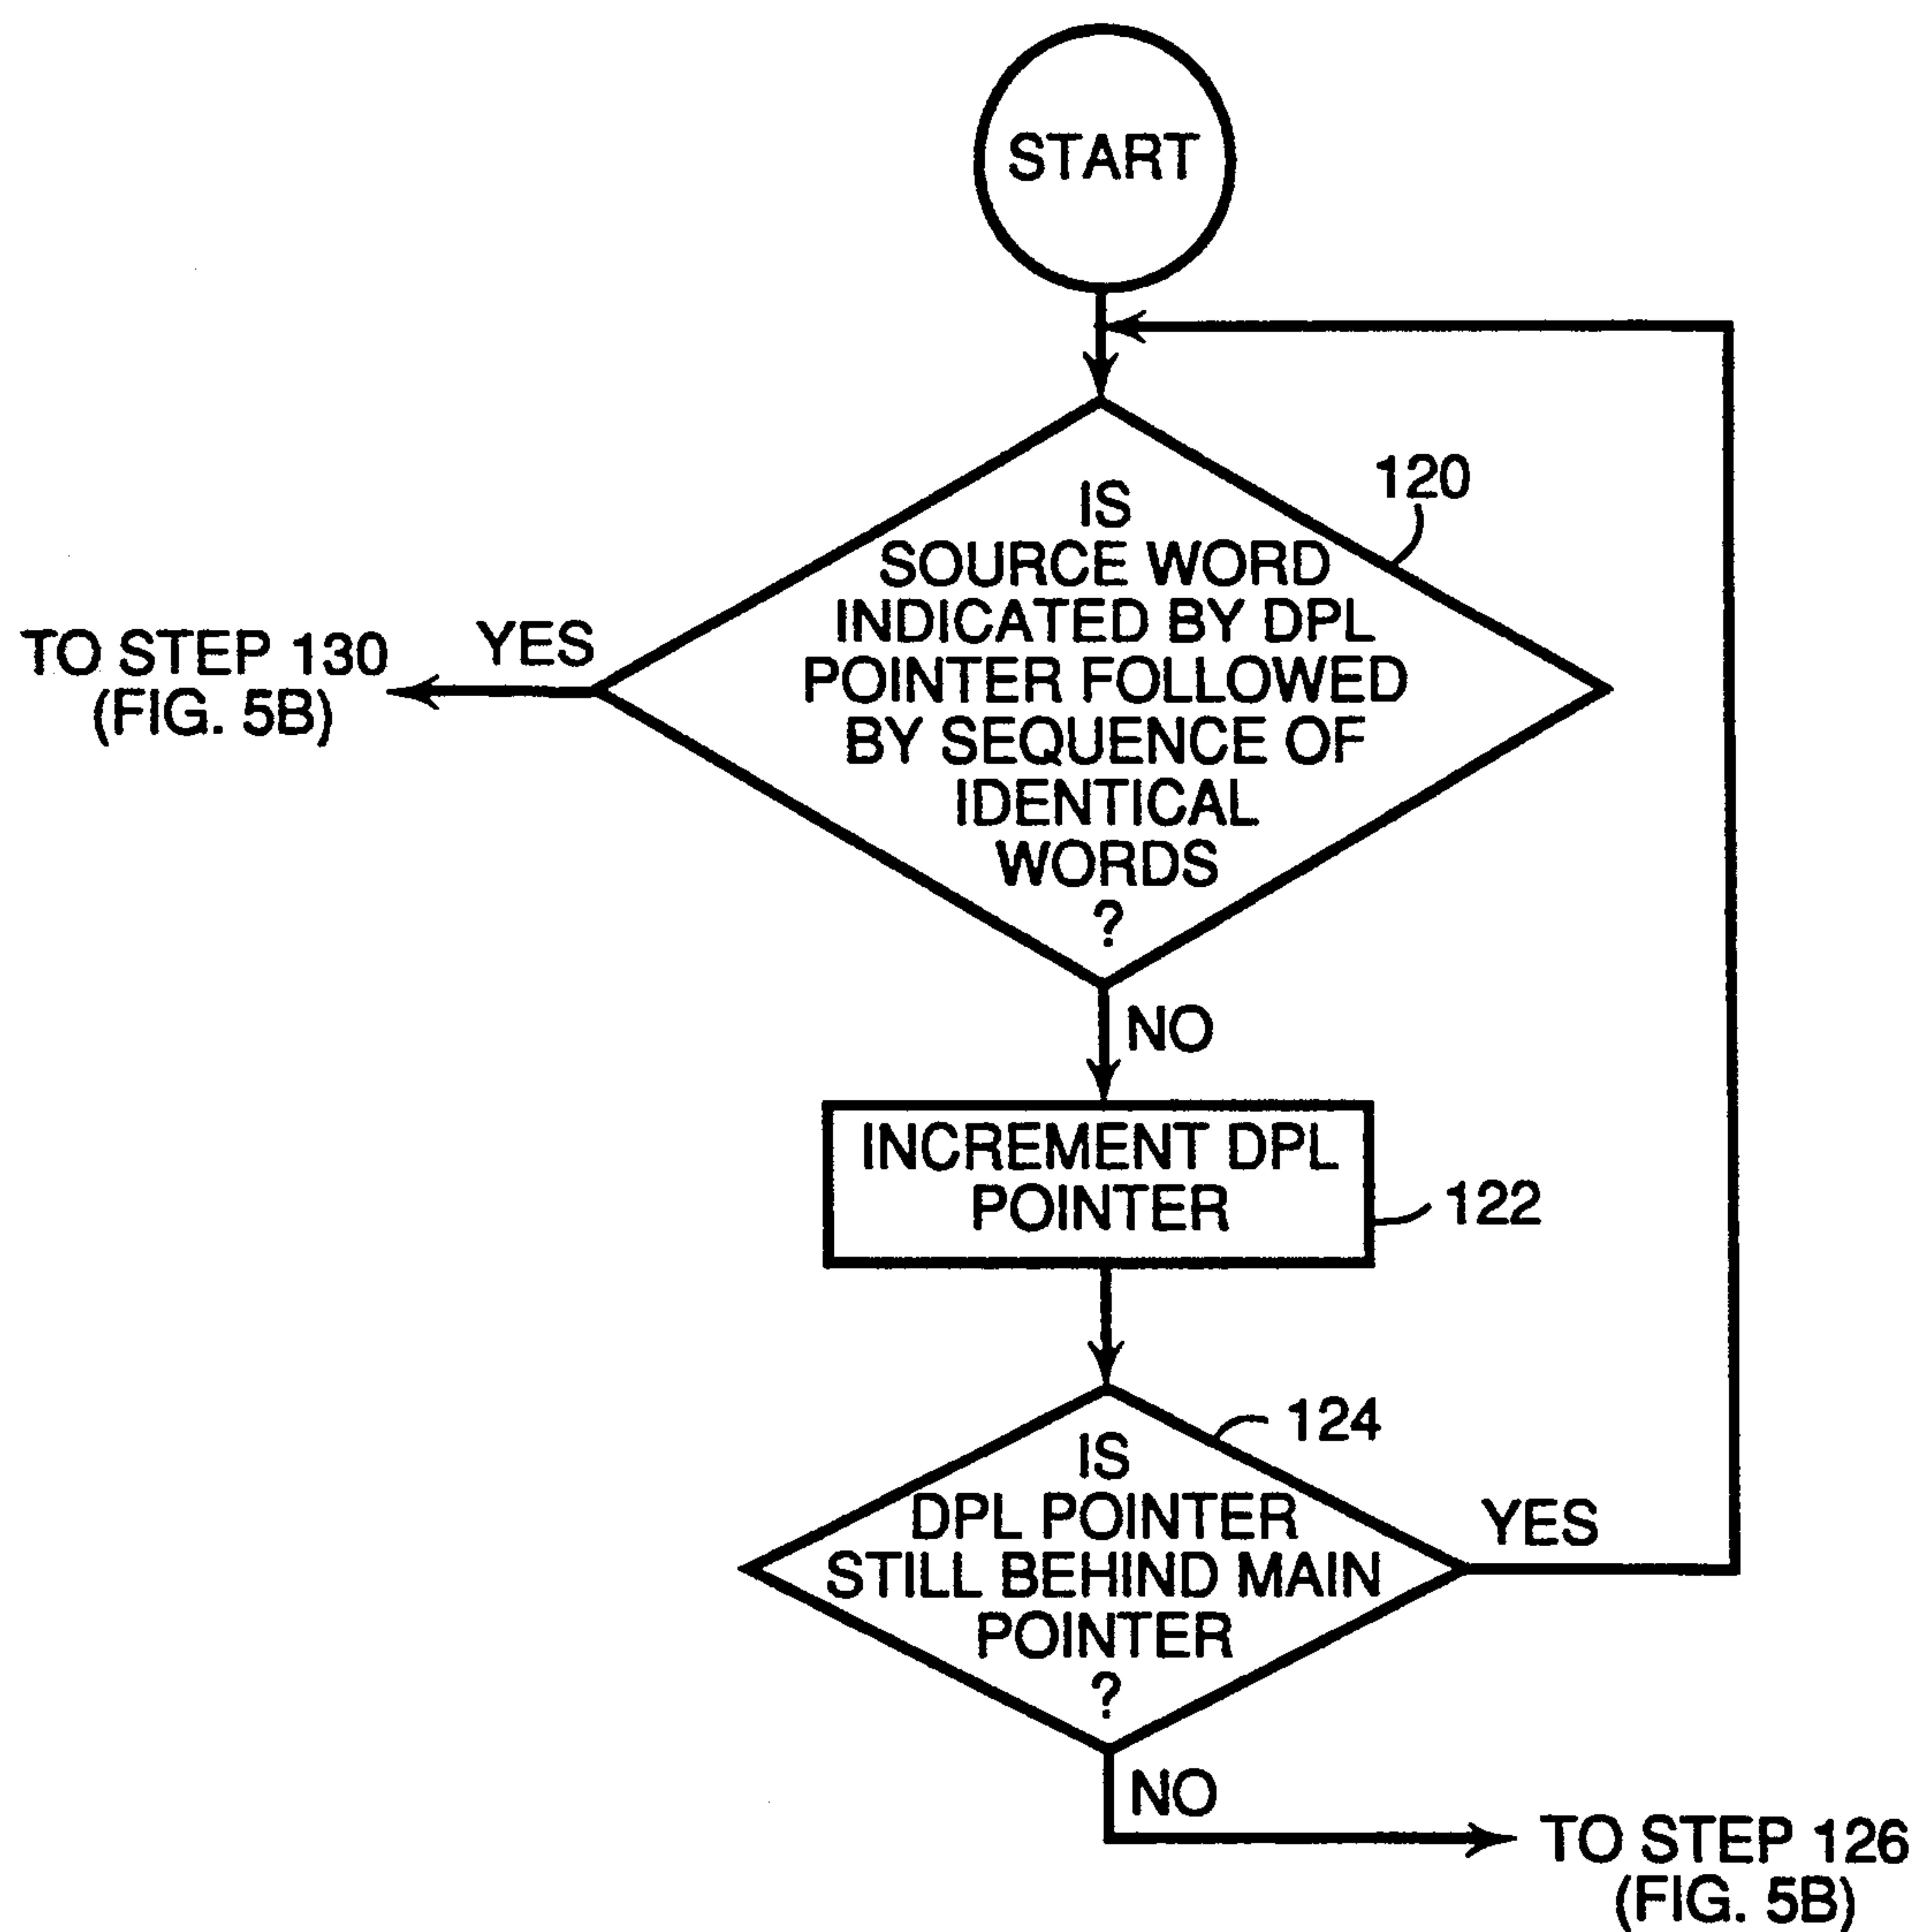 START
120
IS
SOURCE WORD
INDICATED BY DPL
POINTER FOLLOWED
BY SEQUENCE OF
IDENTICAL
WORDS
?
YES
TO STEP 130
(FIG. 5B)
NO
INCREMENT DPL
POINTER
122
124
IS
DPL POINTER
STILL BEHIND MAIN
POINTER
?
YES
NO
TO STEP 126
(FIG. 5B)